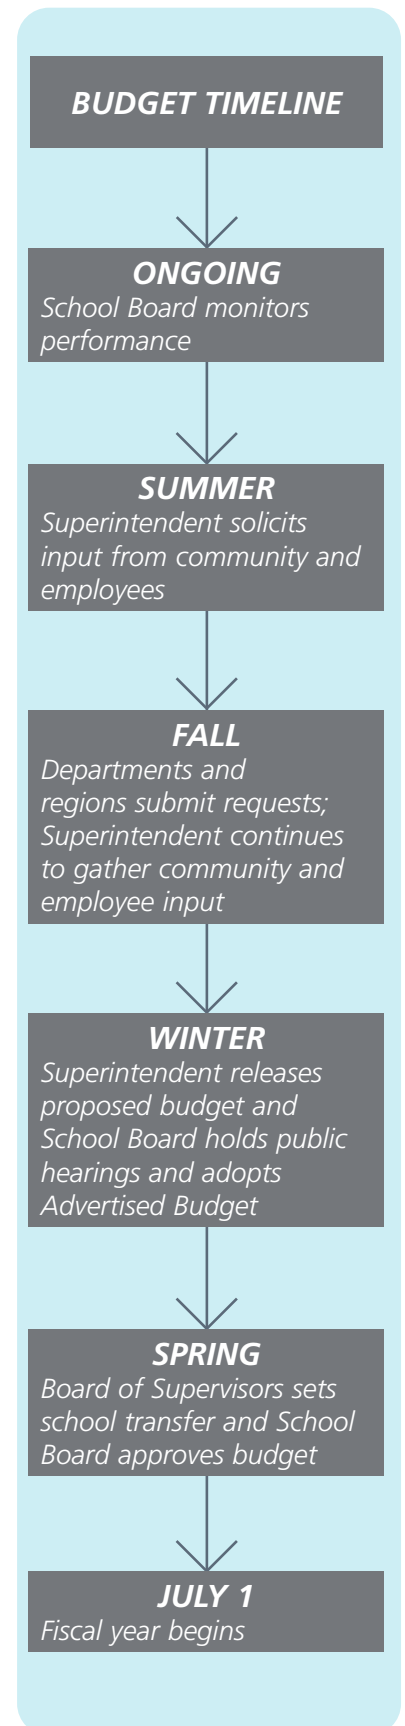 BUDGET TIMELINE
ONGOING
School Board monitors
performance
SUMMER
Superintendent solicits
input from community and
employees
FALL
Departments and
regions submit requests;
Superintendent continues
to gather community and
employee input
WINTER
Superintendent releases
proposed budget and
School Board holds public
hearings and adopts
Advertised Budget
SPRING
Board of Supervisors sets
school transfer and School
Board approves budget
JULY 1
Fiscal year begins